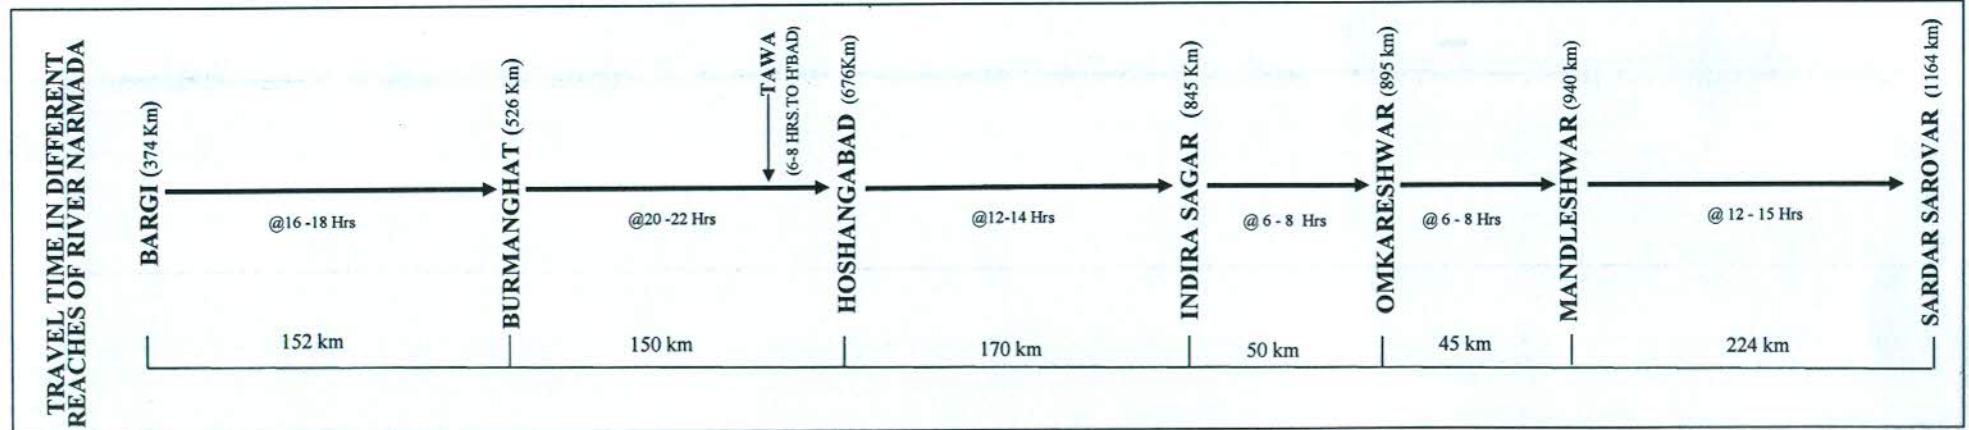 TRAVEL TIME IN DIFFERENT
REACHES OF RIVER NARMADA
BARGI (374 Km)
@16 -18 Hrs
BURMANGHAT (526 Km)
@20 -22 Hrs
TAWA
(6-8 HRS.TO H'BAD)
HOSHANGABAD (676Km)
@12-14 Hrs
INDIRA SAGAR (845 Km)
@ 6 - 8 Hrs
OMKARESHWAR (895 km)
@ 6 - 8 Hrs
MANDLESHWAR (940 km)
@ 12 - 15 Hrs
SARDAR SAROVAR (1164 km)
152 km
150 km
170 km
50 km
45 km
224 km